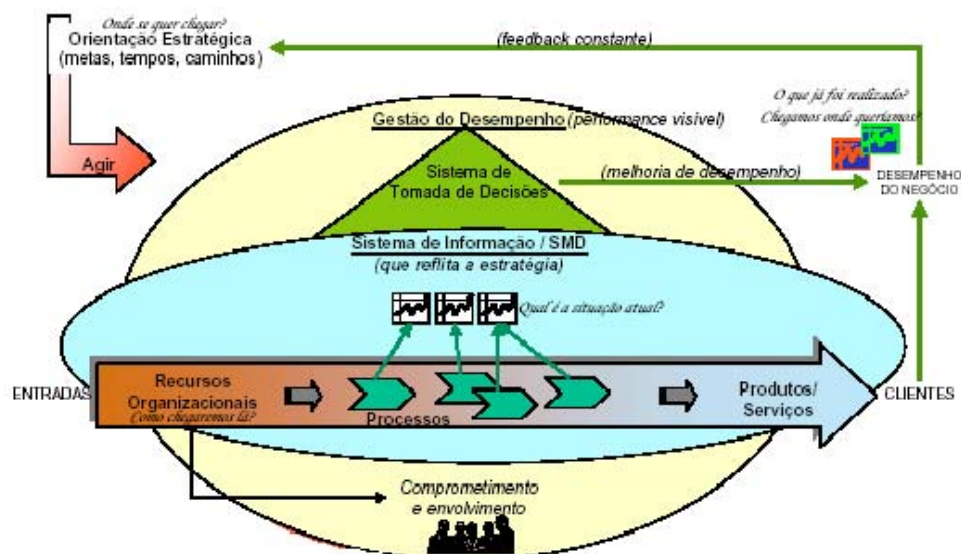 Onde se quer chegar?
Orientação Estratégica
(metas, tempos, caminhos)
(feedback constante)
O que já foi realizado?
Chegamos onde queríamos?
Gestão do Desempenho (performance visível)
Agir
Sistema de
Tomada de Decisões
(melhoria de desempenho)
DESEMPENHO
DO NEGÓCIO
Sistema de Informação / SMD
(que reflita a estratégia)
Qual é a situação atual?
ENTRADAS
Recursos
Organizacionais
Como chegaremos lá?
Processos
Produtos/
Serviços
CLIENTES
Comprometimento
e envolvimento